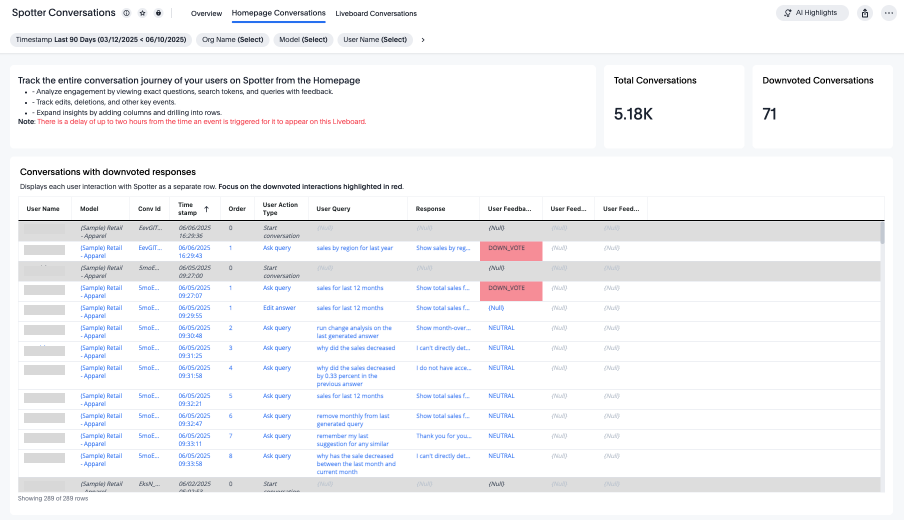 Spotter Conversations
Overview Homepage Conversations Liveboard Conversations
AI Highlights
Timestamp Last 90 Days (03/12/2025 < 06/10/2025) Org Name (Select) Model (Select) User Name (Select)
Track the entire conversation journey of your users on Spotter from the Homepage
• - Analyze engagement by viewing exact questions, search tokens, and queries with feedback.
• - Track edits, deletions, and other key events.
• - Expand insights by adding columns and drilling into rows.
Note: There is a delay of up to two hours from the time an event is triggered for it to appear on this Liveboard.
Total Conversations
5.18K
Downvoted Conversations
71
Conversations with downvoted responses
Displays each user interaction with Spotter as a separate row. Focus on the downvoted interactions highlighted in red.
User Name Model Conv Id Time stamp ↑ Order User Action Type User Query Response User Feedba... User Feed... User Feed...
(Sample) Retail - Apparel EevGIT... 06/06/2025 16:29:36 0 Start conversation (Null) (Null) (Null) (Null) (Null)
(Sample) Retail - Apparel EevGIT... 06/06/2025 16:29:43 1 Ask query sales by region for last year Show sales by reg... DOWN_VOTE (Null) (Null)
(Sample) Retail - Apparel 5moE... 06/05/2025 09:27:00 0 Start conversation (Null) (Null) (Null) (Null) (Null)
(Sample) Retail - Apparel 5moE... 06/05/2025 09:27:07 1 Ask query sales for last 12 months Show total sales f... DOWN_VOTE (Null) (Null)
(Sample) Retail - Apparel 5moE... 06/05/2025 09:29:55 1 Edit answer sales for last 12 months Show total sales f... (Null) (Null) (Null)
(Sample) Retail - Apparel 5moE... 06/05/2025 09:30:48 2 Ask query run change analysis on the last generated answer Show month-over... NEUTRAL (Null) (Null)
(Sample) Retail - Apparel 5moE... 06/05/2025 09:31:25 3 Ask query why did the sales decreased I can't directly det... NEUTRAL (Null) (Null)
(Sample) Retail - Apparel 5moE... 06/05/2025 09:31:58 4 Ask query why did the sales decreased by 0.33 percent in the previous answer I do not have acce... NEUTRAL (Null) (Null)
(Sample) Retail - Apparel 5moE... 06/05/2025 09:32:21 5 Ask query sales for last 12 months Show total sales f... NEUTRAL (Null) (Null)
(Sample) Retail - Apparel 5moE... 06/05/2025 09:32:47 6 Ask query remove monthly from last generated query Show total sales f... NEUTRAL (Null) (Null)
(Sample) Retail - Apparel 5moE... 06/05/2025 09:33:11 7 Ask query remember my last suggestion for any similar Thank you for you... NEUTRAL (Null) (Null)
(Sample) Retail - Apparel 5moE... 06/05/2025 09:33:58 8 Ask query why has the sale decreased between the last month and current month I can't directly det... NEUTRAL (Null) (Null)
(Sample) Retail EksN_... 06/02/2025 0 Start (Null) (Null) (Null) (Null) (Null)
Showing 289 of 289 rows